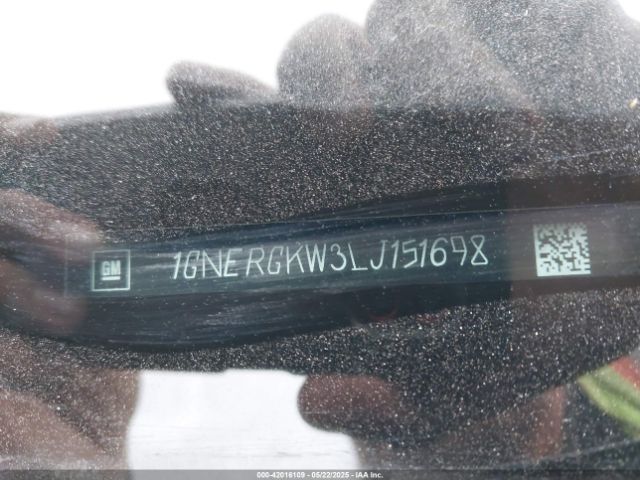 GM 1GNERGKW3LJ151698
000-42016109 - 05/22/2025 - IAA Inc.